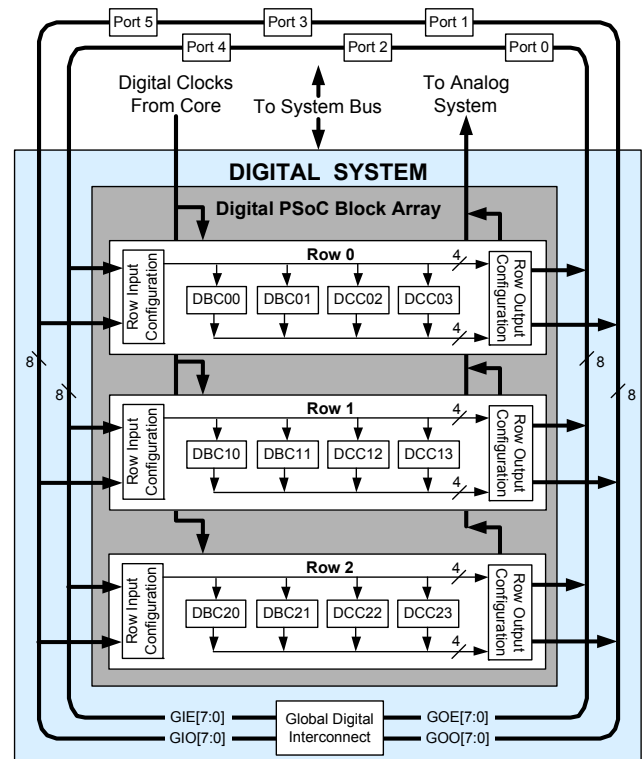 Port 5
Port 3
Port 1
Port 4
Port 2
Port 0
Digital Clocks
From Core
To System Bus
To Analog
System
DIGITAL SYSTEM
Digital PSoC Block Array
Row 0
4
Row Input
Configuration
DBC00
DBC01
DCC02
DCC03
4
Row Output
Configuration
8
8
8
8
Row 1
4
Row Input
Configuration
DBC10
DBC11
DCC12
DCC13
4
Row Output
Configuration
Row 2
4
Row Input
Configuration
DBC20
DBC21
DCC22
DCC23
4
Row Output
Configuration
GIE[7:0]
GIO[7:0]
Global Digital
Interconnect
GOE[7:0]
GOO[7:0]